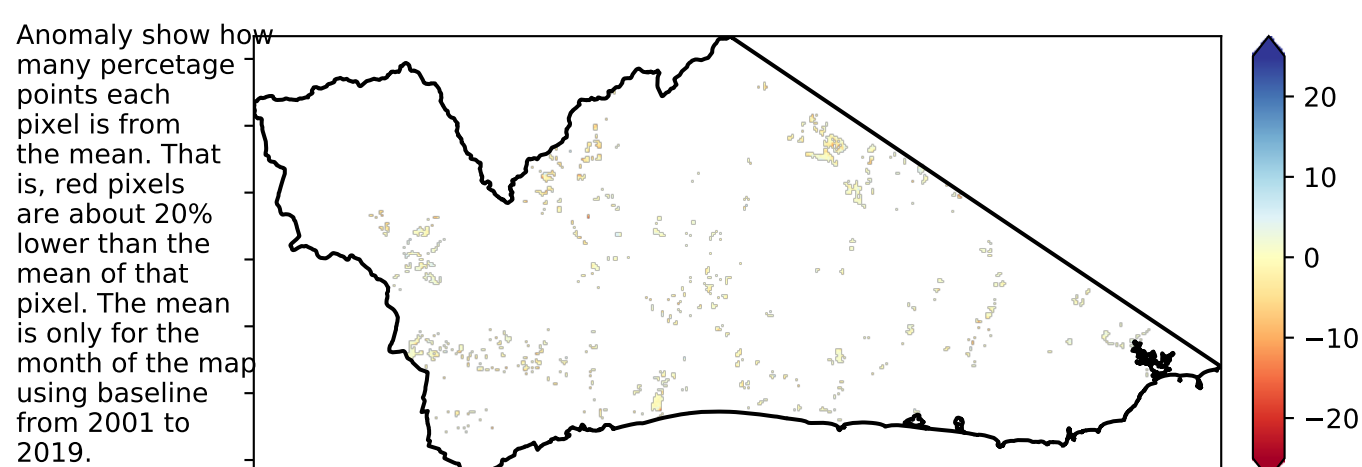 Anomaly show how
many percetage
points each
pixel is from
the mean. That
is, red pixels
are about 20%
lower than the
mean of that
pixel. The mean
is only for the
month of the map
using baseline
from 2001 to
2019.
20
10
0
−10
−20